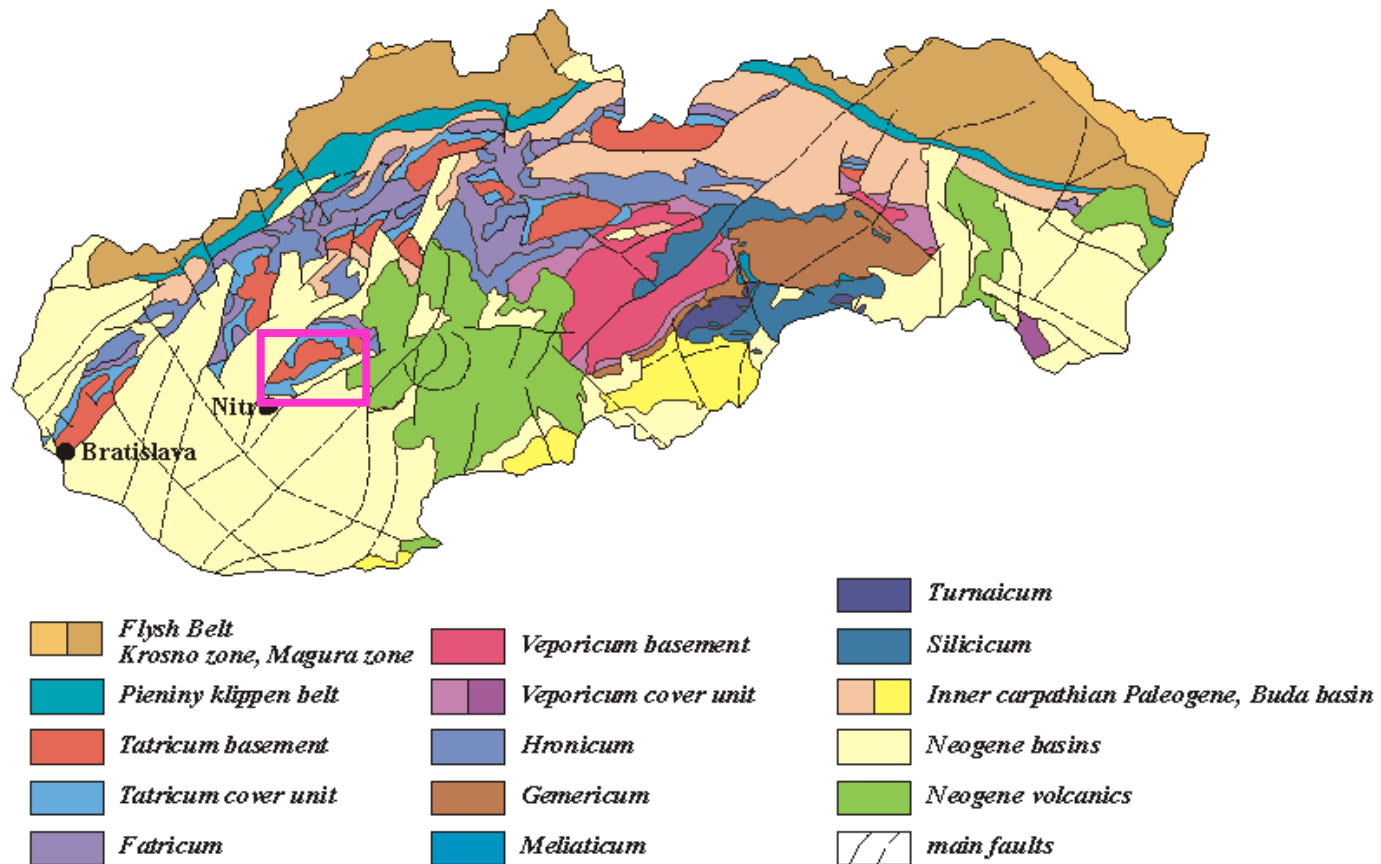 Nitr
Bratislava
Flysh Belt
Krosno zone, Magura zone
Pieniny klippen belt
Tatricum basement
Tatricum cover unit
Fatricum
Veporicum basement
Veporicum cover unit
Hronicum
Gemericum
Meliaticum
Turnaicum
Silicicum
Inner carpathian Paleogene, Buda basin
Neogene basins
Neogene volcanics
main faults